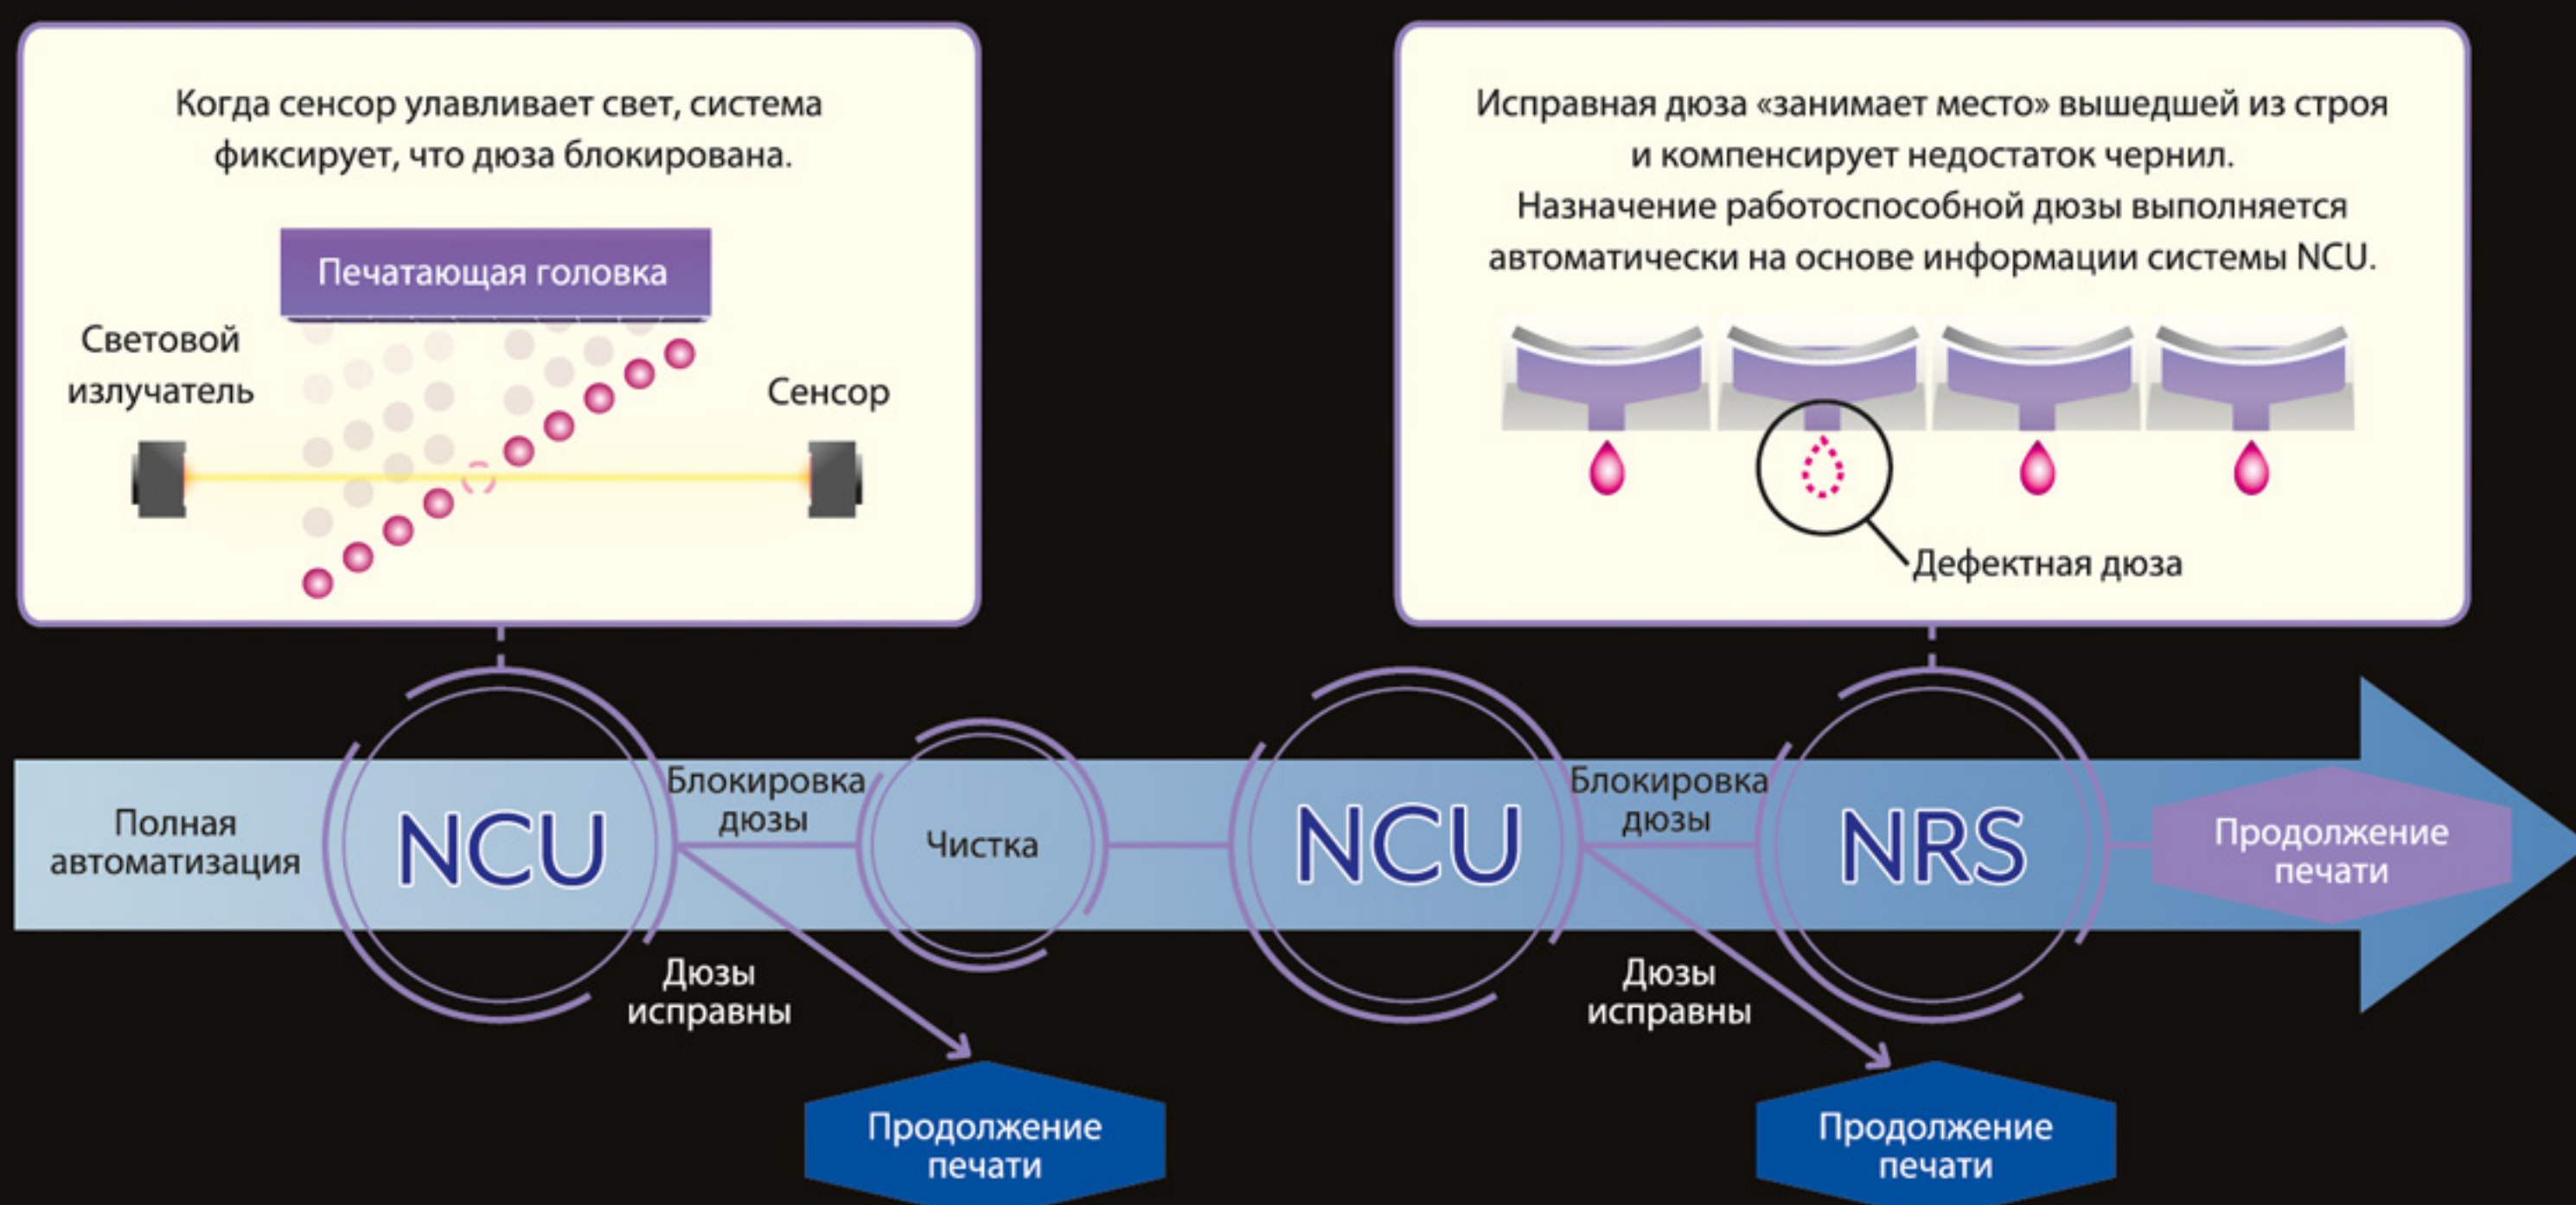 Когда сенсор улавливает свет, система
фиксирует, что дюза блокирована.
Печатающая головка
Световой
излучатель
Сенсор
Исправная дюза «занимает место» вышедшей из строя
и компенсирует недостаток чернил.
Назначение работоспособной дюзы выполняется
автоматически на основе информации системы NCU.
Дефектная дюза
Полная
автоматизация
NCU
Блокировка
дюзы
Чистка
NCU
Блокировка
дюзы
NRS
Продолжение
печати
Дюзы
исправны
Дюзы
исправны
Продолжение
печати
Продолжение
печати